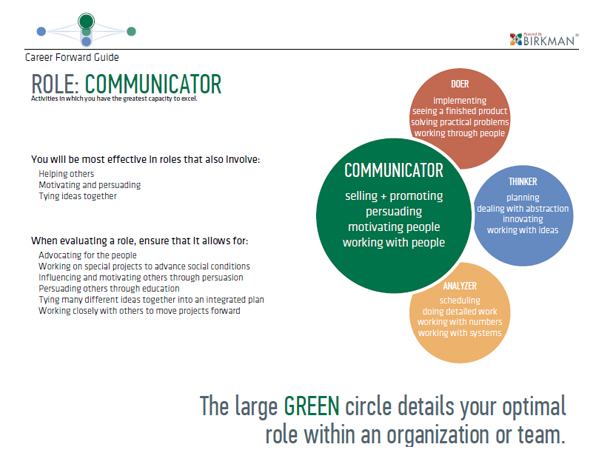 Powered By
BIRKMAN®
Career Forward Guide
ROLE: COMMUNICATOR
Activities in which you have the greatest capacity to excel.
You will be most effective in roles that also involve:
Helping others
Motivating and persuading
Tying ideas together
When evaluating a role, ensure that it allows for:
Advocating for the people
Working on special projects to advance social conditions
Influencing and motivating others through persuasion
Persuading others through education
Tying many different ideas together into an integrated plan
Working closely with others to move projects forward
DOER
implementing
seeing a finished product
solving practical problems
working through people
COMMUNICATOR
selling + promoting
persuading
motivating people
working with people
THINKER
planning
dealing with abstraction
innovating
working with ideas
ANALYZER
scheduling
doing detailed work
working with numbers
working with systems
The large GREEN circle details your optimal
role within an organization or team.